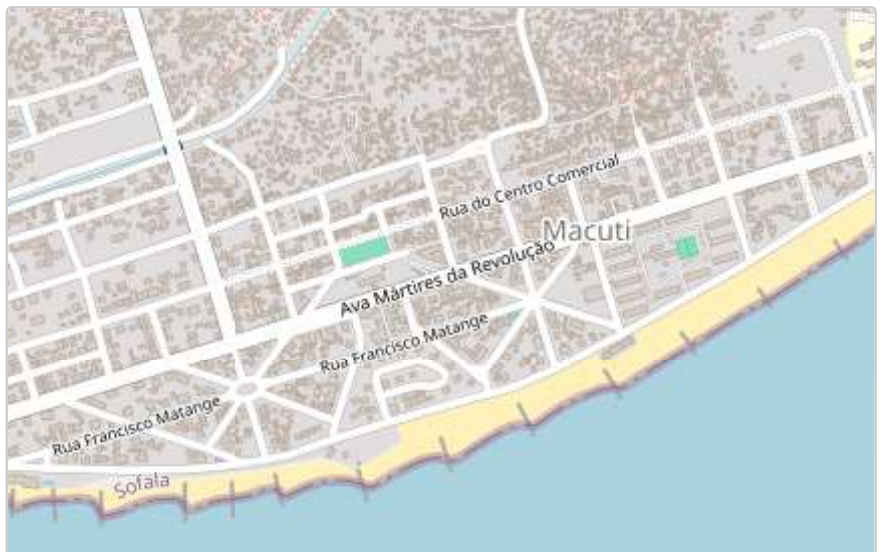 Rua do Centro Comercial
Macuti
Ava Mártires da Revolução
Rua Francisco Matange
Rua Francisco Matange
Sofala